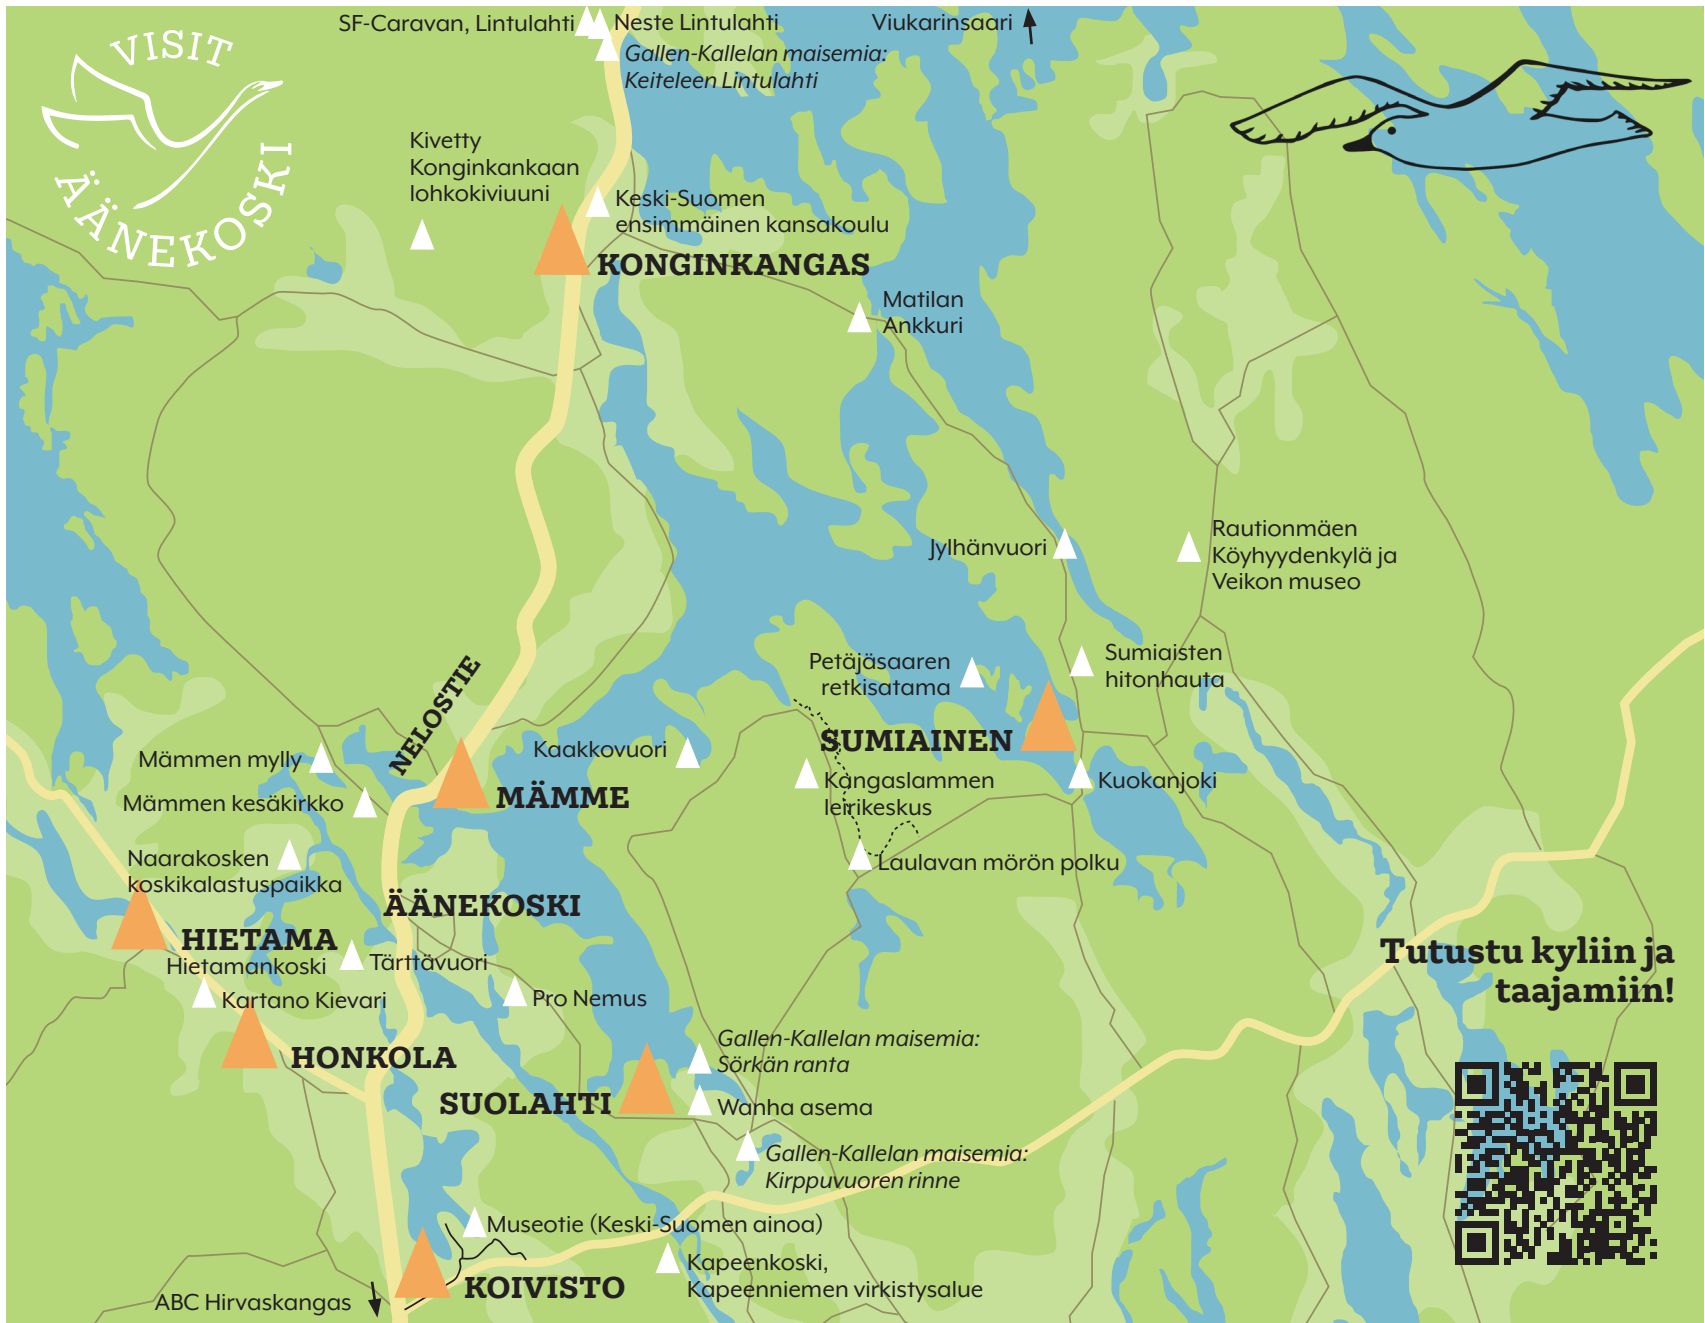 VISIT
ÄÄNEKOSKI
SF-Caravan, Lintulahti
Neste Lintulahti
Gallen-Kallelan maisemia:
Keiteleen Lintulahti
Viukarinsaari
Kivetty
Konginkankaan
lohkokiviuuni
Keski-Suomen
ensimmäinen kansakoulu
KONGINKANGAS
Matilan
Ankkuri
Jylhänvuori
Rautionmäen
Köyhyydenkylä ja
Veikon museo
Petäjäsaaren
retkisatama
Sumiaisten
hitonhauta
NELOSTIE
SUMIAINEN
Mämmen mylly
Kaakkovuori
Kangaslammen
leirikeskus
Kuokanjoki
Mämmen kesäkirkko
MÄMME
Naarakosken
koskikalastuspaikka
Laulavan mörön polku
ÄÄNEKOSKI
HIETAMA
Hietamankoski
Tärttävuori
Kartano Kievari
Pro Nemus
Tutustu kyliin ja
taajamiin!
HONKOLA
Gallen-Kallelan maisemia:
Sörkän ranta
SUOLAHTI
Wanha asema
Gallen-Kallelan maisemia:
Kirppuvuoren rinne
Museotie (Keski-Suomen ainoa)
KOIVISTO
Kapeenkoski,
Kapeenniemen virkistysalue
ABC Hirvaskangas